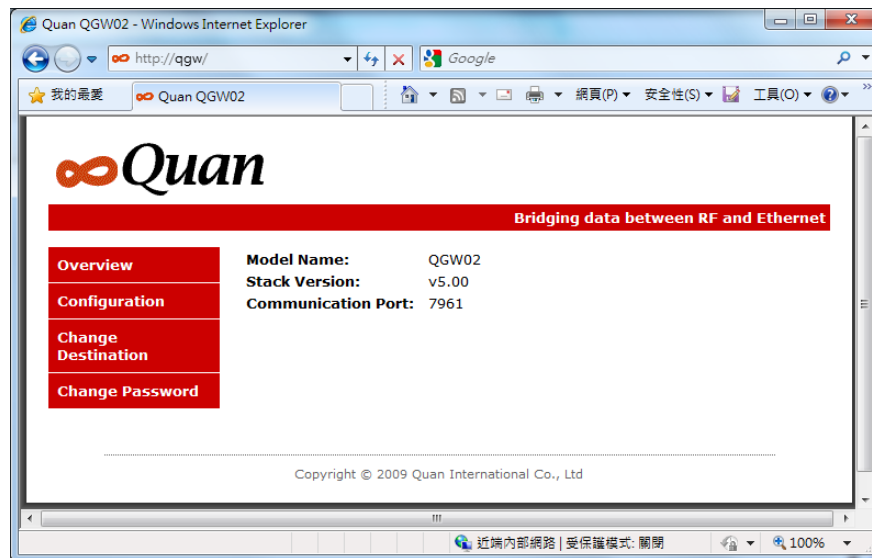 Quan QGW02 - Windows Internet Explorer
http://qgw/
Google
我的最愛
Quan QGW02
網頁(P)
安全性(S)
工具(O)
Quan
Bridging data between RF and Ethernet
Overview
Configuration
Change
Destination
Change Password
Model Name: QGW02
Stack Version: v5.00
Communication Port: 7961
Copyright © 2009 Quan International Co., Ltd
近端內部網路 | 受保護模式: 關閉
100%